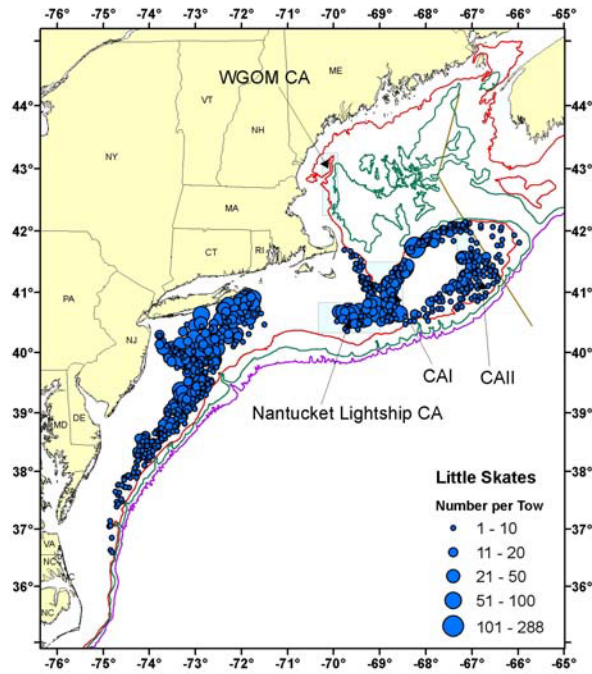 -76° -75° -74° -73° -72° -71° -70° -69° -68° -67° -66° -65°
WGOM CA
ME
44°
VT
NH
43°
NY
42°
MA
CT
RI
41°
PA
40°
NJ
CAI
CAII
39°
Nantucket Lightship CA
MD
DE
38°
Little Skates
Number per Tow
37°
1 - 10
VA
11 - 20
NC
NC
36°
21 - 50
NC
51 - 100
101 - 288
-76° -75° -74° -73° -72° -71° -70° -69° -68° -67° -66° -65°
44°
43°
42°
41°
40°
39°
38°
37°
36°